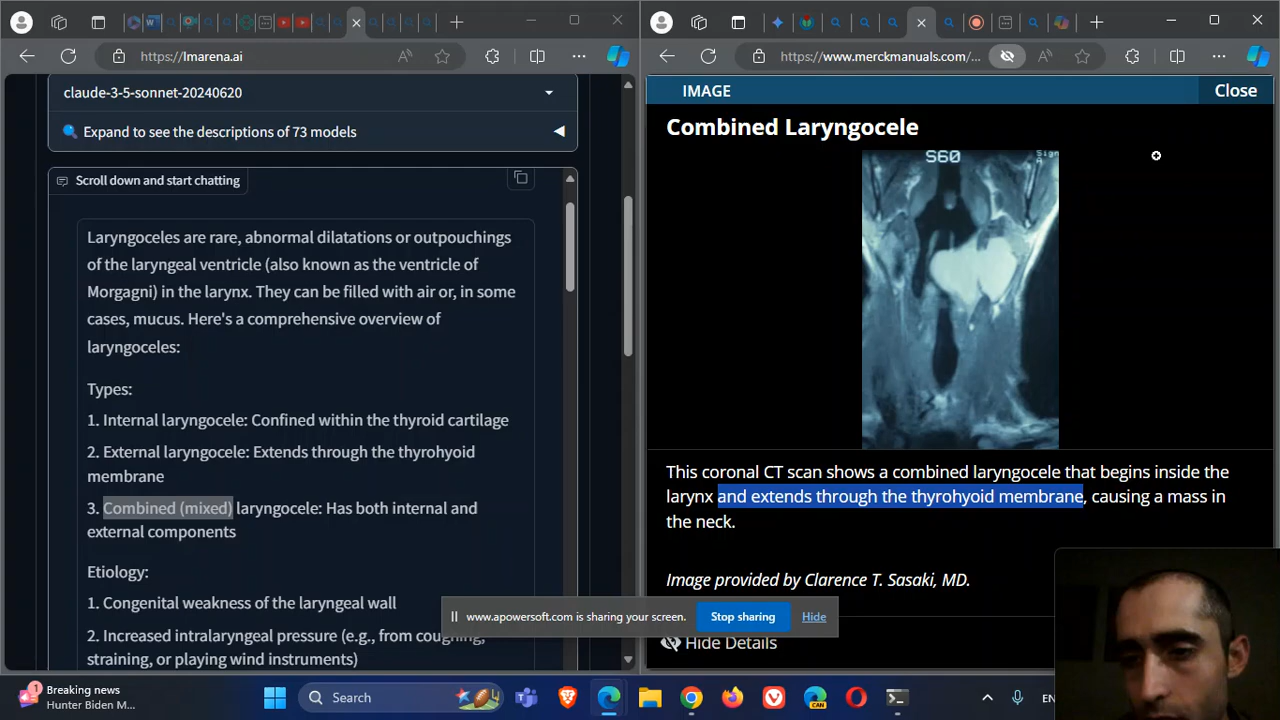 https://lmarena.ai
claude-3-5-sonnet-20240620
Expand to see the descriptions of 73 models
Scroll down and start chatting
Laryngoceles are rare, abnormal dilatations or outpouchings
of the laryngeal ventricle (also known as the ventricle of
Morgagni) in the larynx. They can be filled with air or, in some
cases, mucus. Here's a comprehensive overview of
laryngoceles:
Types:
1. Internal laryngocele: Confined within the thyroid cartilage
2. External laryngocele: Extends through the thyrohyoid
membrane
3. Combined (mixed) laryngocele: Has both internal and
external components
Etiology:
1. Congenital weakness of the laryngeal wall
2. Increased intralaryngeal pressure (e.g., from coughing,
straining, or playing wind instruments)
https://www.merckmanuals.com/...
IMAGE
Close
Combined Laryngocele
S60
Sign
This coronal CT scan shows a combined laryngocele that begins inside the
larynx and extends through the thyrohyoid membrane, causing a mass in
the neck.
Image provided by Clarence T. Sasaki, MD.
www.apowersoft.com is sharing your screen.
Stop sharing
Hide
Hide Details
1
Breaking news
Hunter Biden M...
Search
CAN
EN